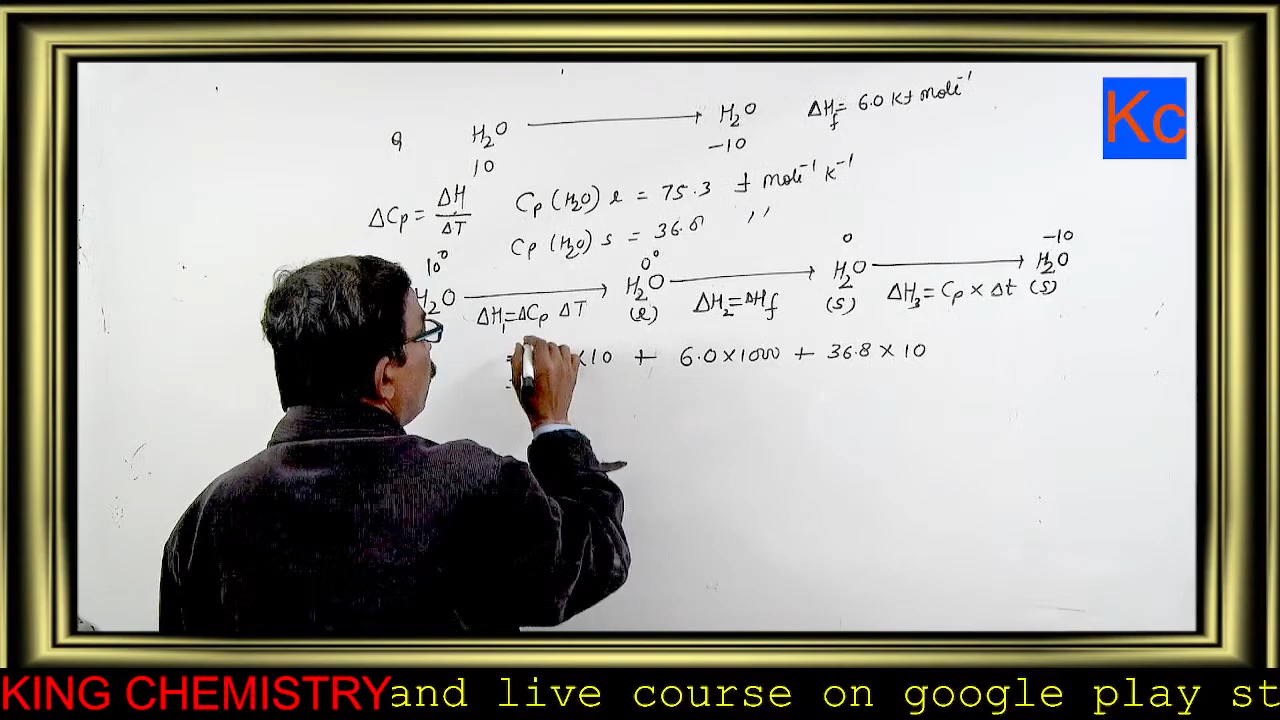 Kc
Q H₂O ⟶ H₂O ΔH_f = 6.0 KJ mole⁻¹
10 -10
ΔCp = ΔH/ΔT Cp (H₂O) l = 75.3 J mole⁻¹ K⁻¹
Cp (H₂O) s = 36.8 ,,
10° 0° 0 -10
H₂O ⟶ H₂O ⟶ H₂O ⟶ H₂O
ΔH₁=ΔCp ΔT (l) ΔH₂=ΔH_f (S) ΔH₃= Cp × Δt (S)
×10 + 6.0×1000 + 36.8 × 10
KING CHEMISTRY and live course on google play st